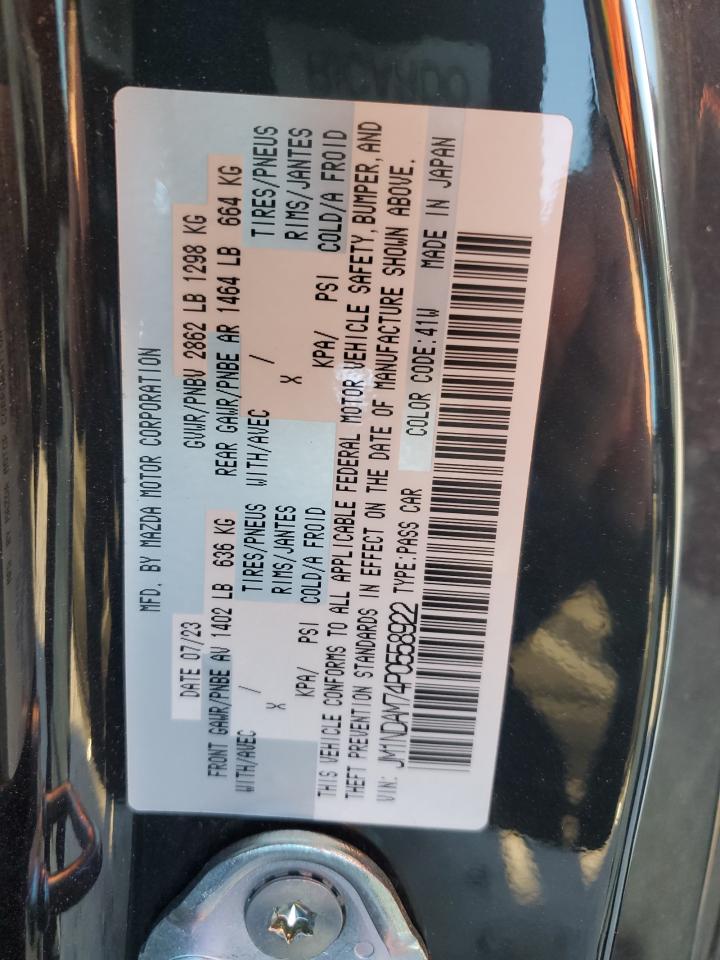 MFD. BY MAZDA MOTOR CORPORATION
DATE 07/23 GVWR/PNBV 2862 LB 1298 KG
FRONT GAWR/PNBE AV 1402 LB 636 KG REAR GAWR/PNBE AR 1464 LB 664 KG
WITH/AVEC / TIRES/PNEUS WITH/AVEC / TIRES/PNEUS
X RIMS/JANTES X RIMS/JANTES
KPA/ PSI COLD/A FROID KPA/ PSI COLD/A FROID
THIS VEHICLE CONFORMS TO ALL APPLICABLE FEDERAL MOTOR VEHICLE SAFETY, BUMPER, AND
THEFT PREVENTION STANDARDS IN EFFECT ON THE DATE OF MANUFACTURE SHOWN ABOVE.
VIN: JM1NDAM74P0558922 TYPE:PASS CAR COLOR CODE:41W MADE IN JAPAN